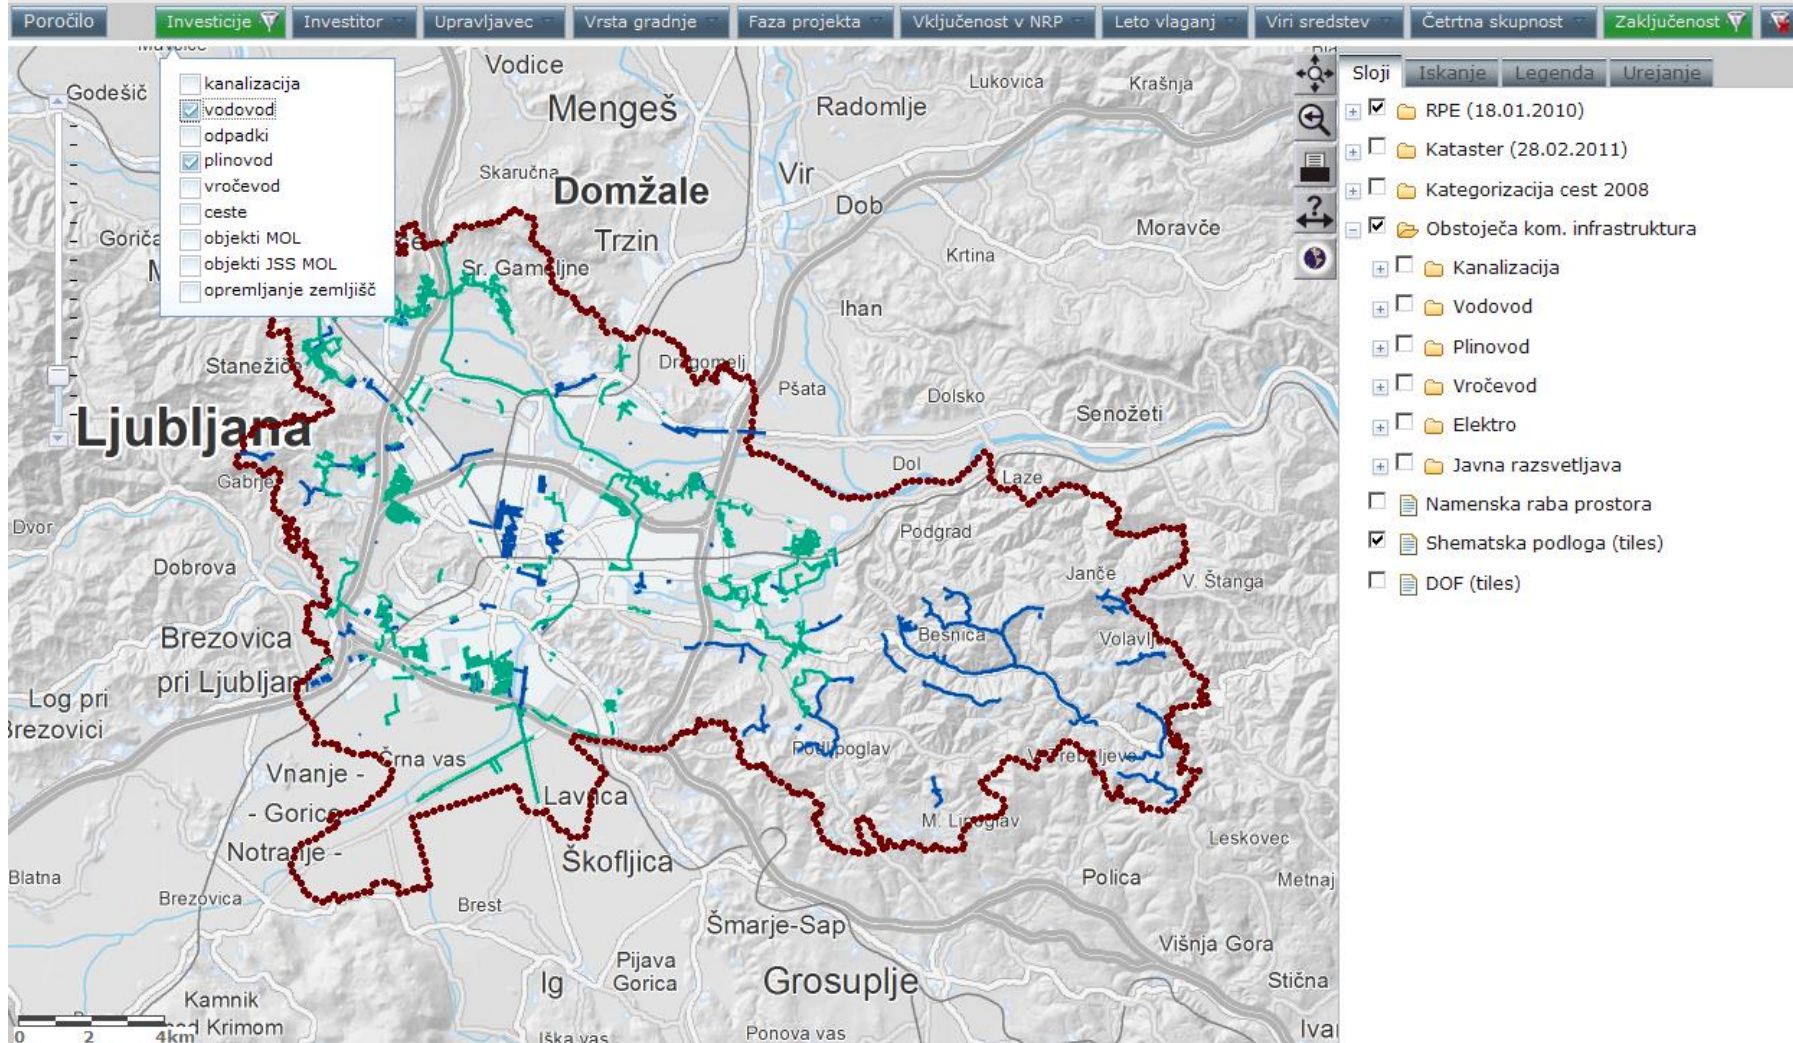 Poročilo
Investicije
Investitor
Upravljavec
Vrsta gradnje
Faza projekta
Vključenost v NRP
Leto vlaganj
Viri sredstev
Četrtna skupnost
Zaključenost
kanalizacija
vodovod
odpadki
plinovod
vročevod
ceste
objekti MOL
objekti JSS MOL
opremljanje zemljišč
Sloji
Iskanje
Legenda
Urejanje
RPE (18.01.2010)
Kataster (28.02.2011)
Kategorizacija cest 2008
Obstoječa kom. infrastruktura
Kanalizacija
Vodovod
Plinovod
Vročevod
Elektro
Javna razsvetljava
Namenska raba prostora
Shematska podloga (tiles)
DOF (tiles)
Vodice
Lukovica
Krašnja
Godešič
Mengeš
Radomlje
Skaručna
Vir
Domžale
Dob
Moravče
Trzin
Krtina
Sr. Gameljne
Ihan
Stanežiče
Dragomelj
Pšata
Dolsko
Senožeti
Ljubljana
Dol
Laze
Gabrje
Dvor
Podgrad
Dobrova
Janče
V. Štanga
Brezovica
pri Ljubljani
Besnica
Volavlje
Log pri
Brezovici
Črna vas
Podlipoglav
Vnanje -
- Gorice
Lavrica
M. Lipoglav
Leskovec
Notranje -
Škofljica
Blatna
Brezovica
Polica
Metnaj
Brest
Šmarje-Sap
Višnja Gora
Pijava
Gorica
Ig
Grosuplje
Stična
Kamnik
pod Krimom
Iška vas
Ponova vas
0 2 4km